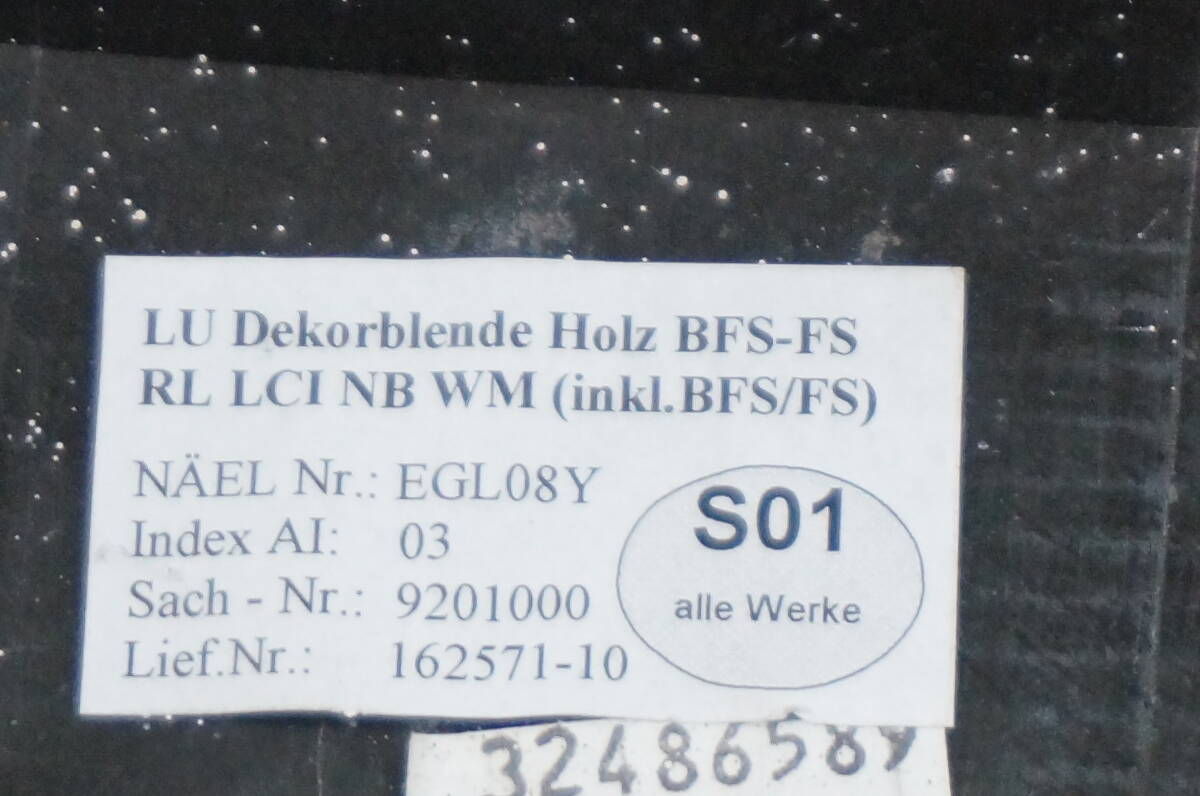 LU Dekorblende Holz BFS-FS
RL LCI NB WM (inkl.BFS/FS)
NÄEL Nr.: EGL08Y
Index AI: 03
Sach - Nr.: 9201000
Lief.Nr.: 162571-10
S01
alle Werke